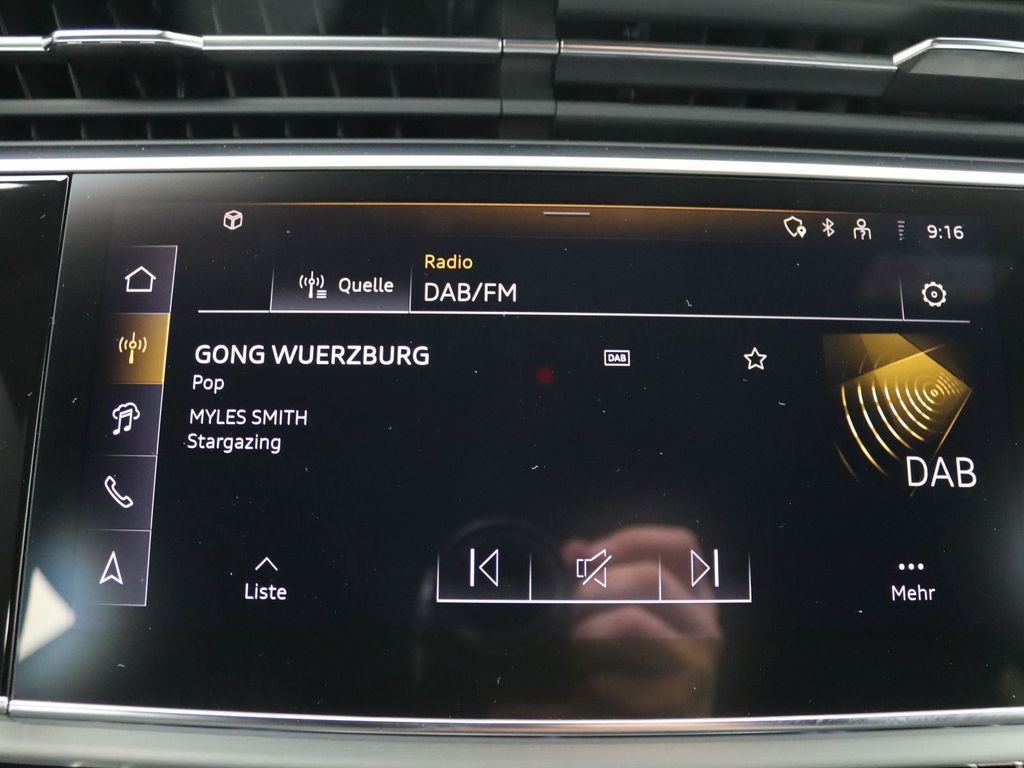 9:16
Quelle
Radio
DAB/FM
GONG WUERZBURG
DAB
Pop
MYLES SMITH
Stargazing
DAB
Liste
Mehr